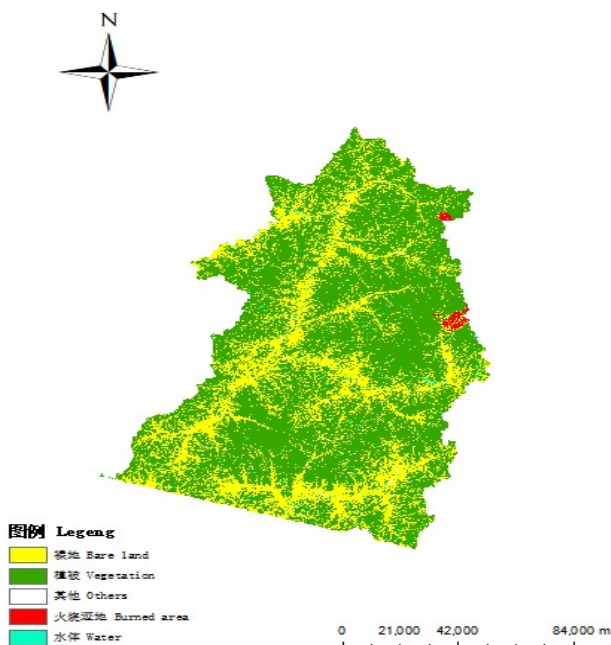 N
图例 Legeng
裸地 Bare land
植被 Vegetation
其他 Others
火烧迹地 Burned area
水体 Water
0 21,000 42,000 84,000 m